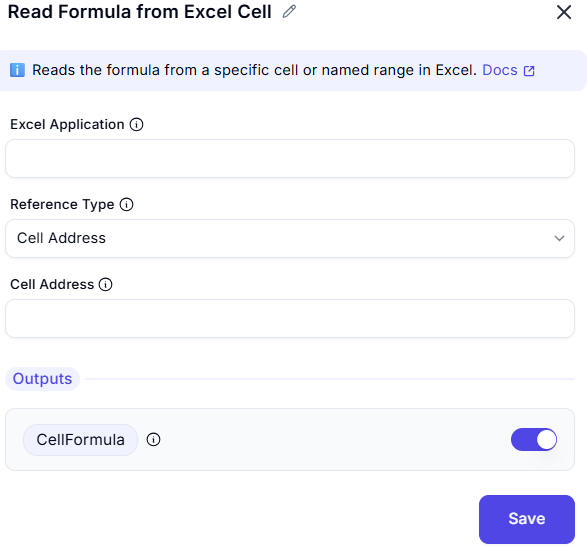 Read Formula from Excel Cell
Reads the formula from a specific cell or named range in Excel. Docs
Excel Application
Reference Type
Cell Address
Cell Address
Outputs
CellFormula
Save